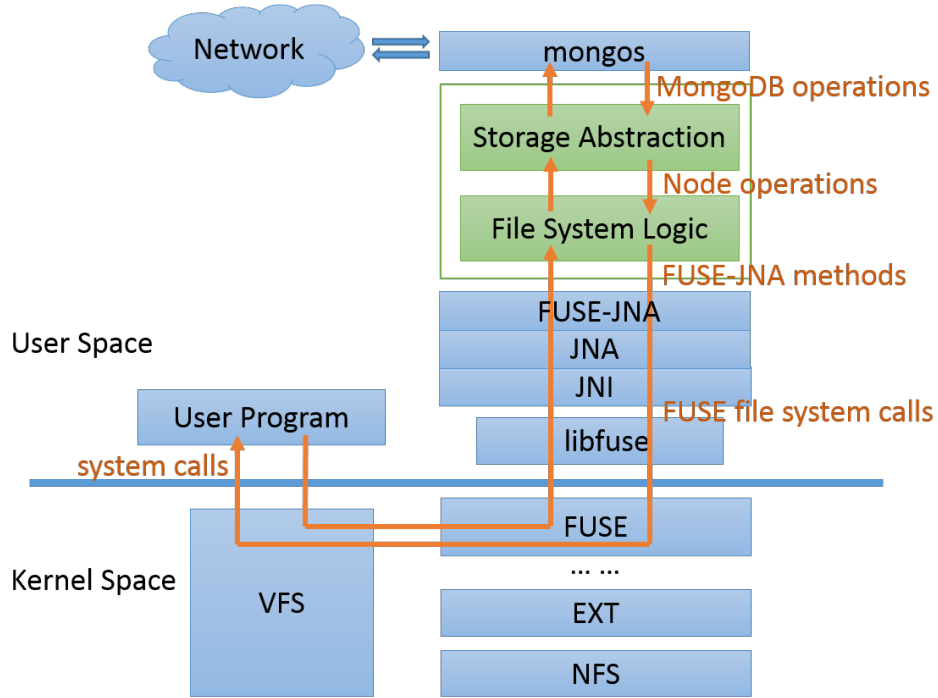 Network
mongos
MongoDB operations
Storage Abstraction
Node operations
File System Logic
FUSE-JNA methods
FUSE-JNA
User Space
JNA
JNI
User Program
FUSE file system calls
libfuse
system calls
FUSE
... ...
Kernel Space
VFS
EXT
NFS